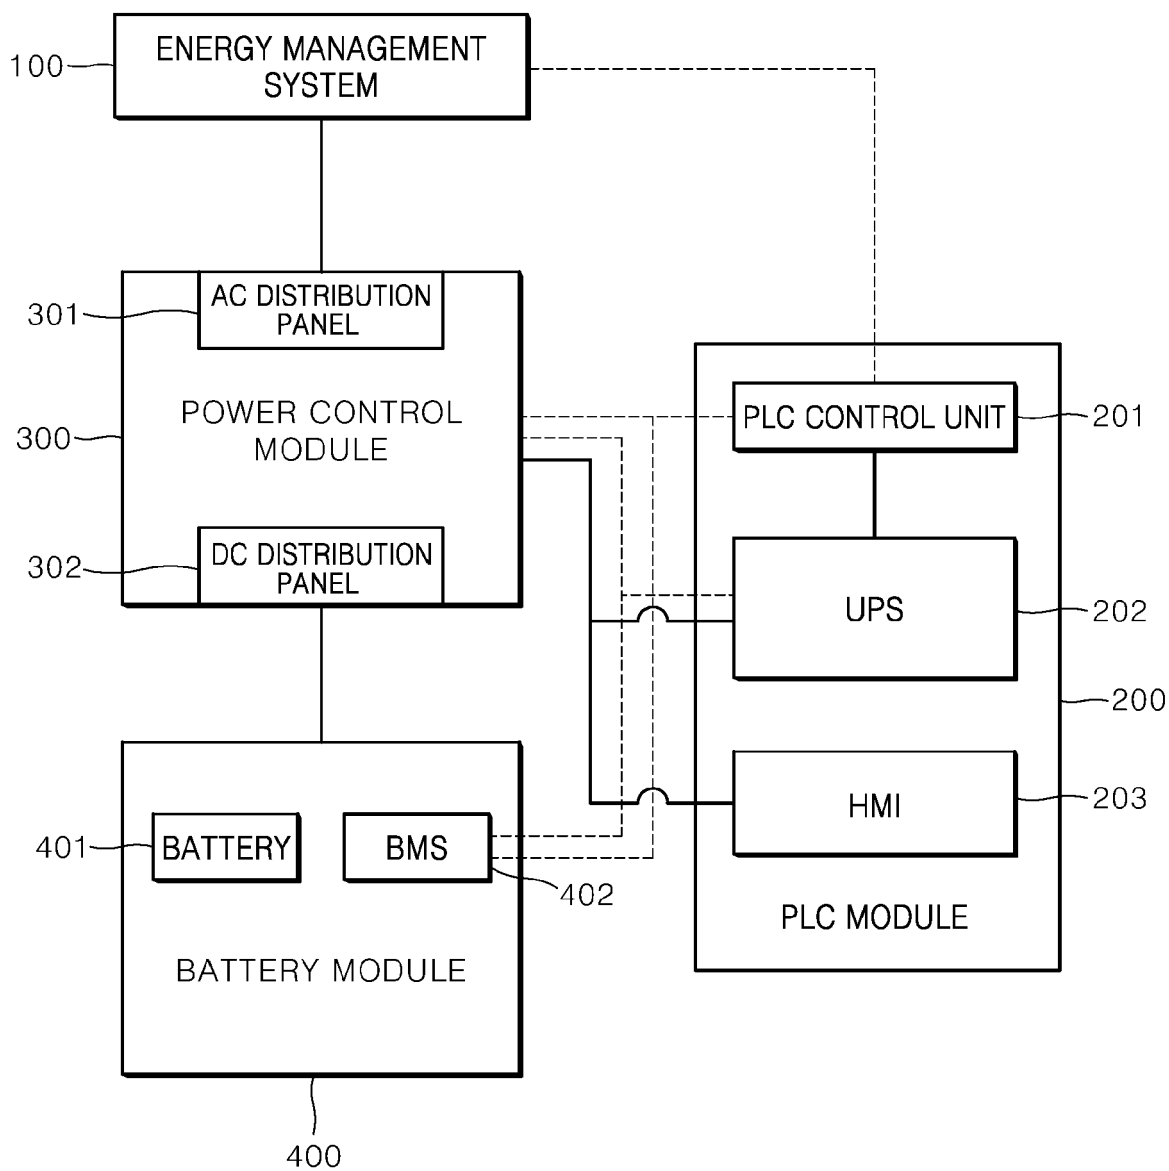 ENERGY MANAGEMENT
SYSTEM
100
AC DISTRIBUTION
PANEL
301
POWER CONTROL
MODULE
300
DC DISTRIBUTION
PANEL
302
PLC CONTROL UNIT
201
UPS
202
200
HMI
203
PLC MODULE
401
BATTERY
BMS
402
BATTERY MODULE
400